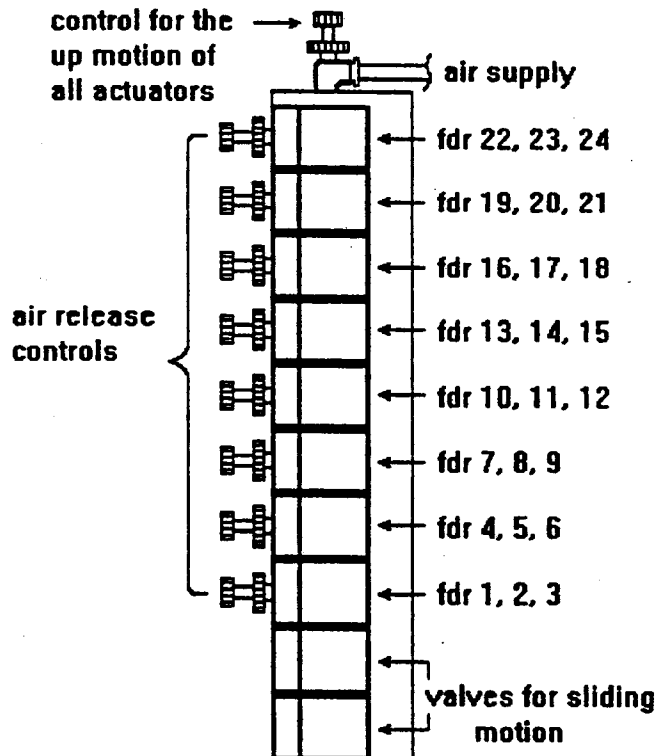 control for the
up motion of
all actuators
air supply
fdr 22, 23, 24
fdr 19, 20, 21
fdr 16, 17, 18
air release
controls
fdr 13, 14, 15
fdr 10, 11, 12
fdr 7, 8, 9
fdr 4, 5, 6
fdr 1, 2, 3
valves for sliding
motion